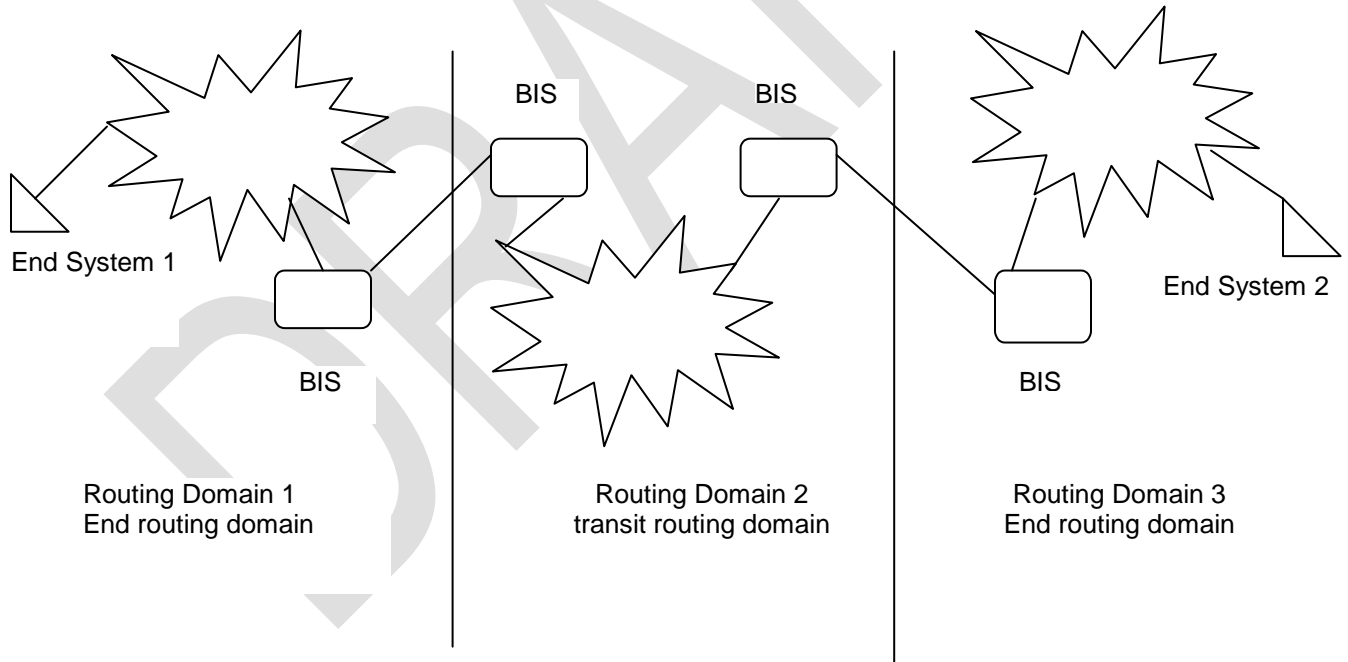 BIS
BIS
End System 1
End System 2
BIS
BIS
Routing Domain 1
End routing domain
Routing Domain 2
transit routing domain
Routing Domain 3
End routing domain